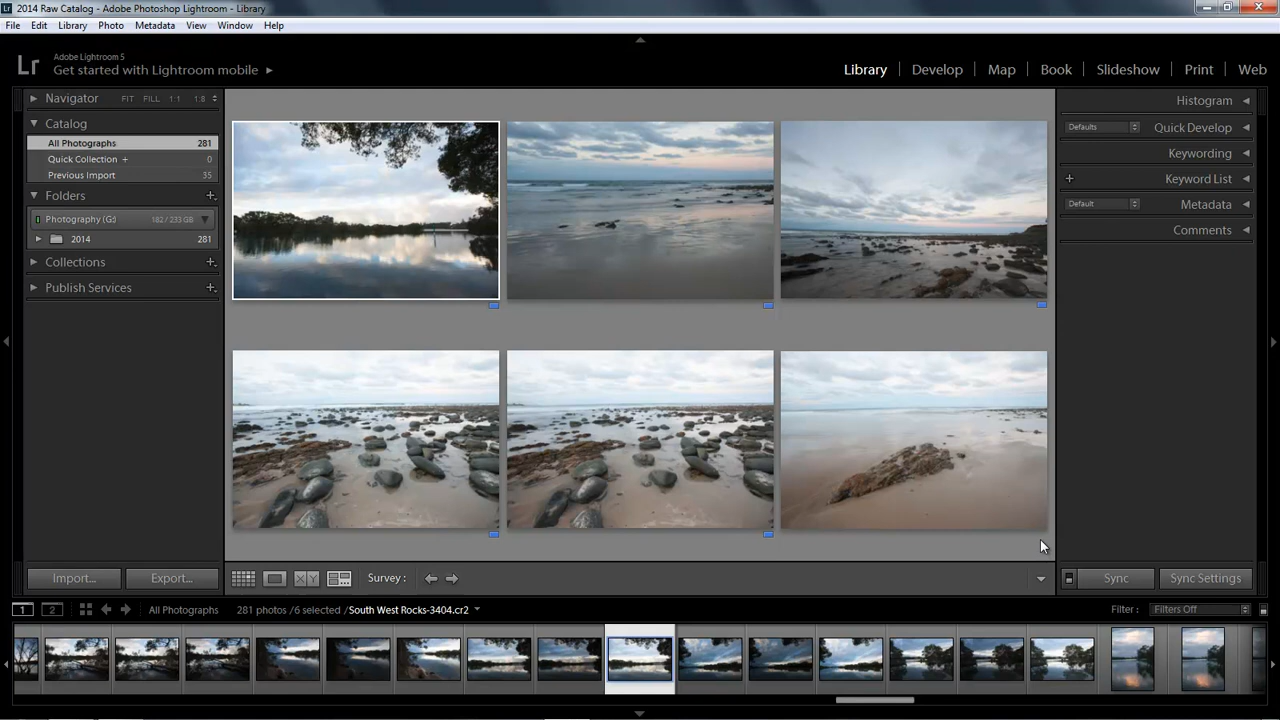 2014 Raw Catalog - Adobe Photoshop Lightroom - Library
File Edit Library Photo Metadata View Window Help
Lr
Adobe Lightroom 5
Get started with Lightroom mobile
Library Develop Map Book Slideshow Print Web
Navigator FIT FILL 1:1 1:8
Catalog
All Photographs 281
Quick Collection + 0
Previous Import 35
Folders +
Photography (G:) 182 / 233 GB
2014 281
Collections +
Publish Services +
Histogram
Defaults Quick Develop
Keywording
+ Keyword List
Default Metadata
Comments
Import... Export...
XY
Survey :
Sync Sync Settings
1 2 All Photographs 281 photos /6 selected /South West Rocks-3404.cr2
Filter : Filters Off